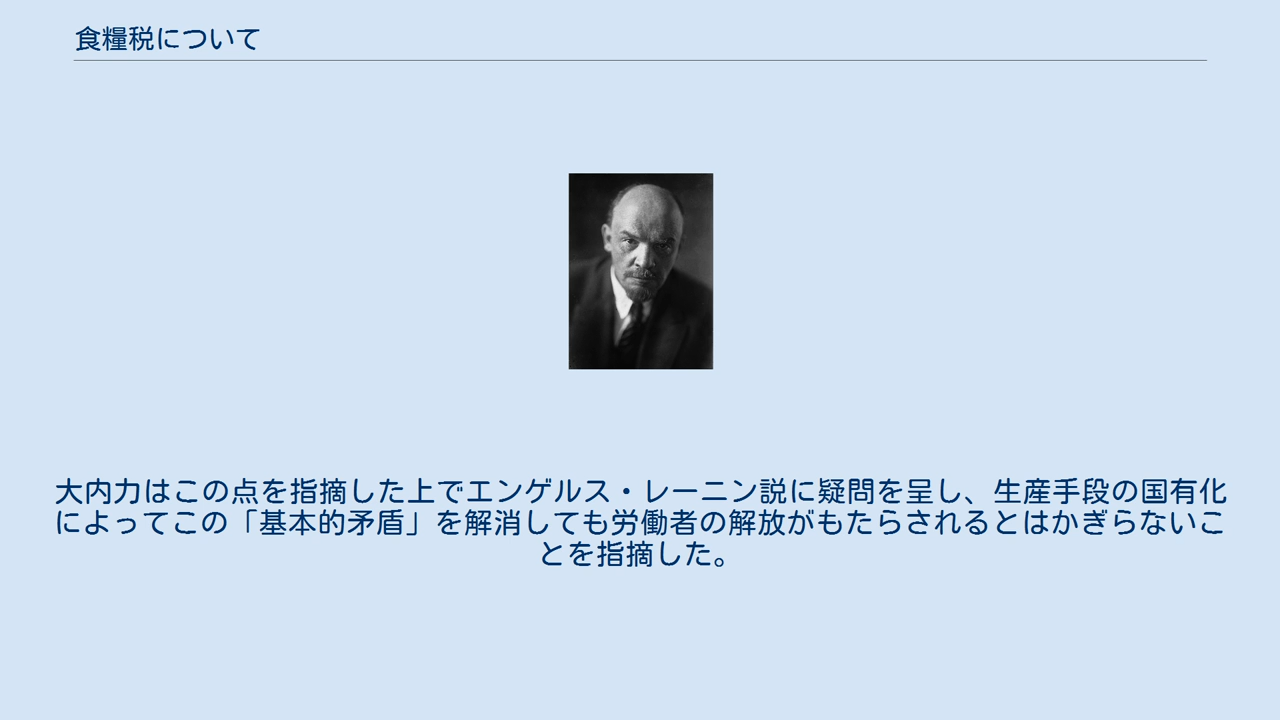 食糧税について
大内力はこの点を指摘した上でエンゲルス・レーニン説に疑問を呈し、生産手段の国有化
によってこの「基本的矛盾」を解消しても労働者の解放がもたらされるとはかぎらないこ
とを指摘した。